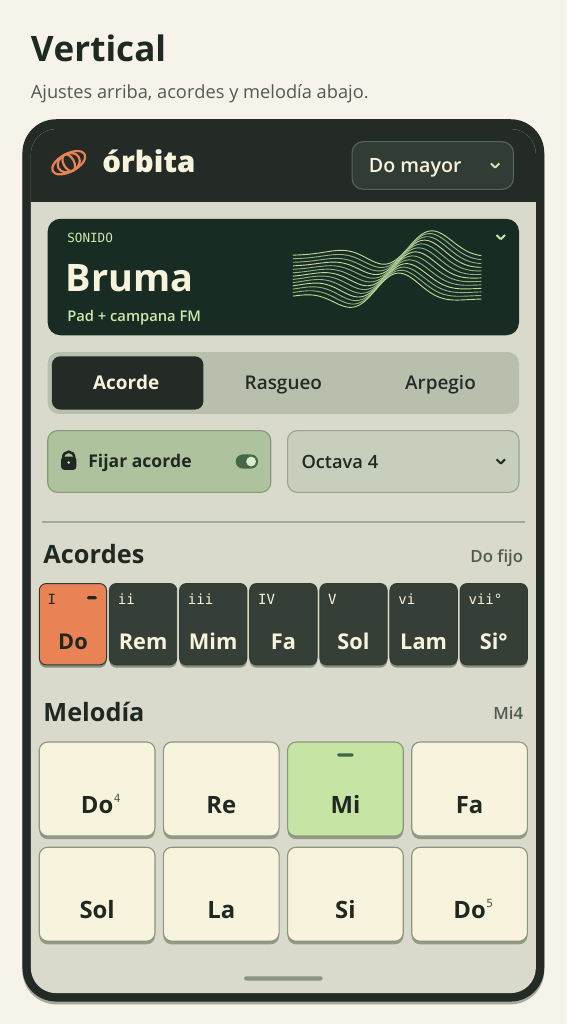 Vertical
Ajustes arriba, acordes y melodía abajo.
órbita
Do mayor
SONIDO
Bruma
Pad + campana FM
Acorde Rasgueo Arpegio
Fijar acorde
Octava 4
Acordes
Do fijo
I ii iii IV V vi vii°
Do Rem Mim Fa Sol Lam Si°
Melodía
Mi4
Do4 Re Mi Fa
Sol La Si Do5